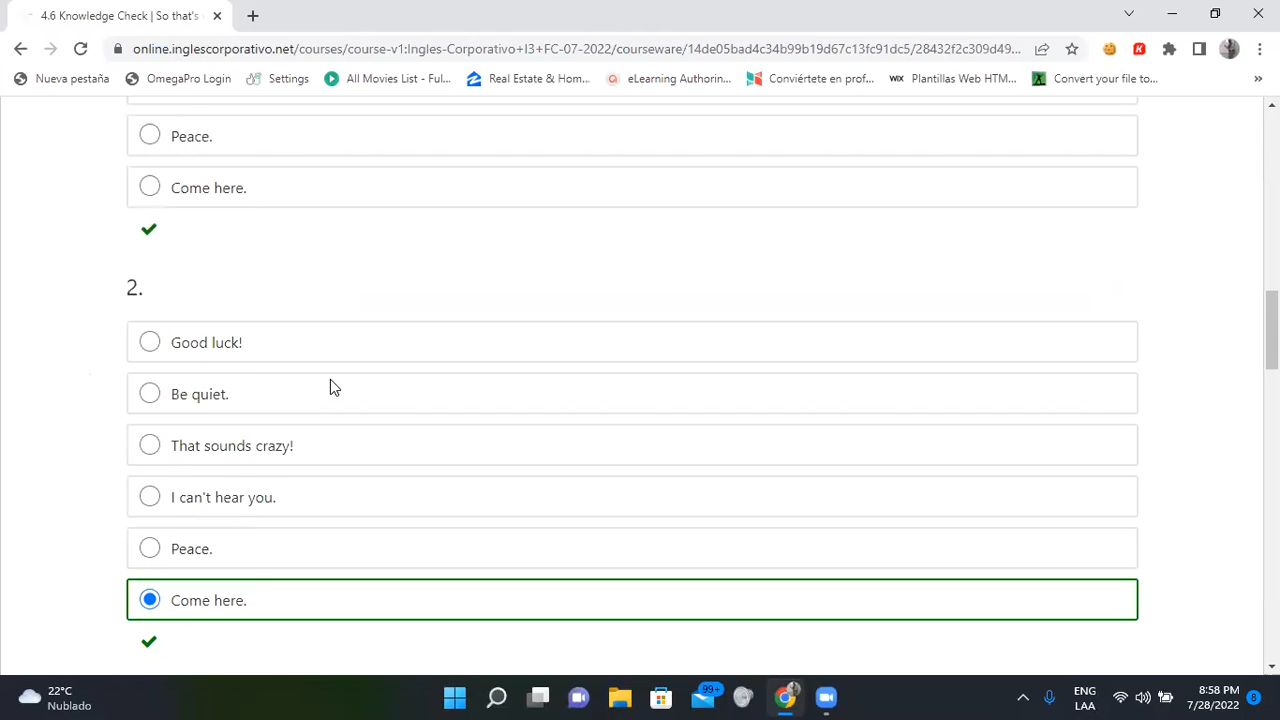 4.6 Knowledge Check | So that's
online.inglescorporativo.net/courses/course-v1:Ingles-Corporativo+I3+FC-07-2022/courseware/14de05bad4c34b99b19d67c13fc91dc5/28432f2c309d49...
Nueva pestaña OmegaPro Login Settings All Movies List - Ful... Real Estate & Hom... eLearning Authorin... Conviértete en prof... WIX Plantillas Web HTM... Convert your file to... »
Peace.
Come here.
2.
Good luck!
Be quiet.
That sounds crazy!
I can't hear you.
Peace.
Come here.
22°C
Nublado
99+
ENG
LAA
8:58 PM
7/28/2022
8